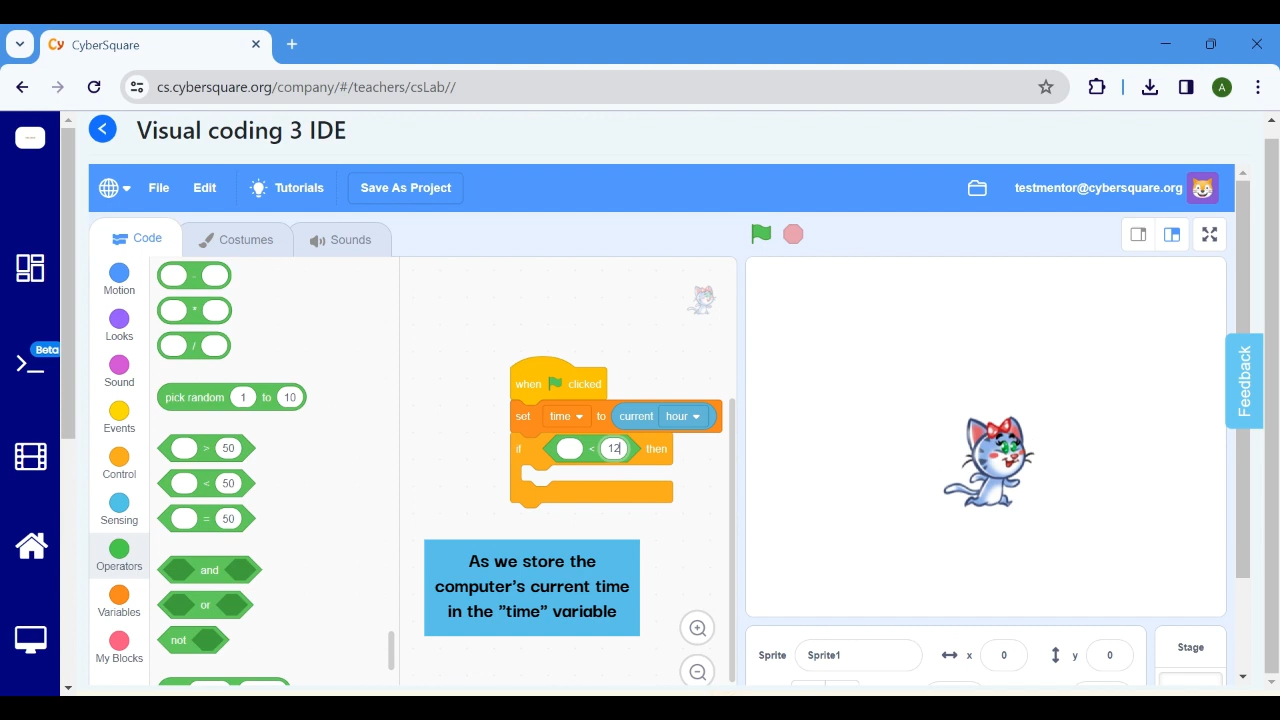 Cy CyberSquare
cs.cybersquare.org/company/#/teachers/csLab//
A
Visual coding 3 IDE
Beta
File Edit Tutorials Save As Project testmentor@cybersquare.org
Code Costumes Sounds
Motion
Looks
Sound
Events
Control
Sensing
Operators
Variables
My Blocks
-
*
/
pick random 1 to 10
> 50
< 50
= 50
and
or
not
when clicked
set time to current hour
if < 12 then
As we store the
computer's current time
in the "time" variable
Feedback
Sprite Sprite1 x 0 y 0
Stage